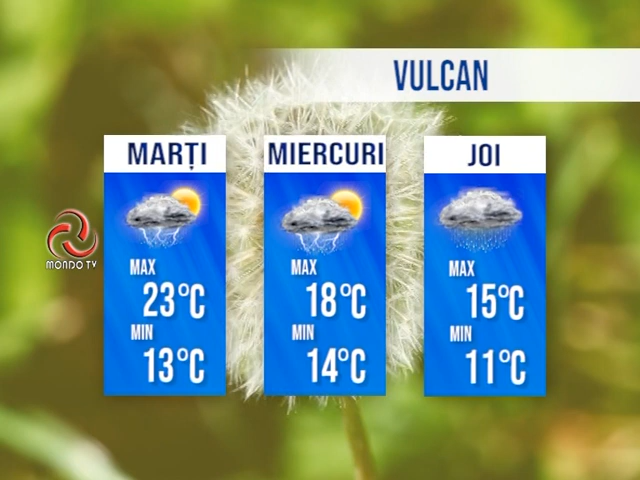 VULCAN
MARȚI
MAX
23°C
MIN
13°C
MIERCURI
MAX
18°C
MIN
14°C
JOI
MAX
15°C
MIN
11°C
MONDO TV